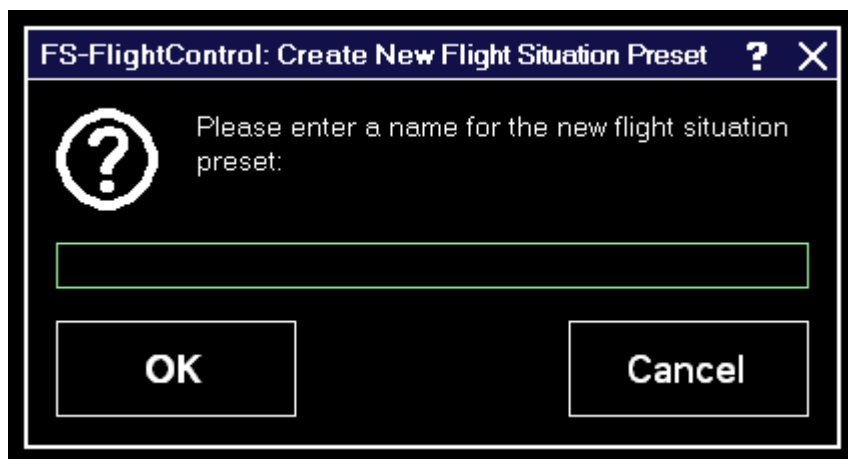 FS-FlightControl: Create New Flight Situation Preset ? X
Please enter a name for the new flight situation
preset:
OK Cancel